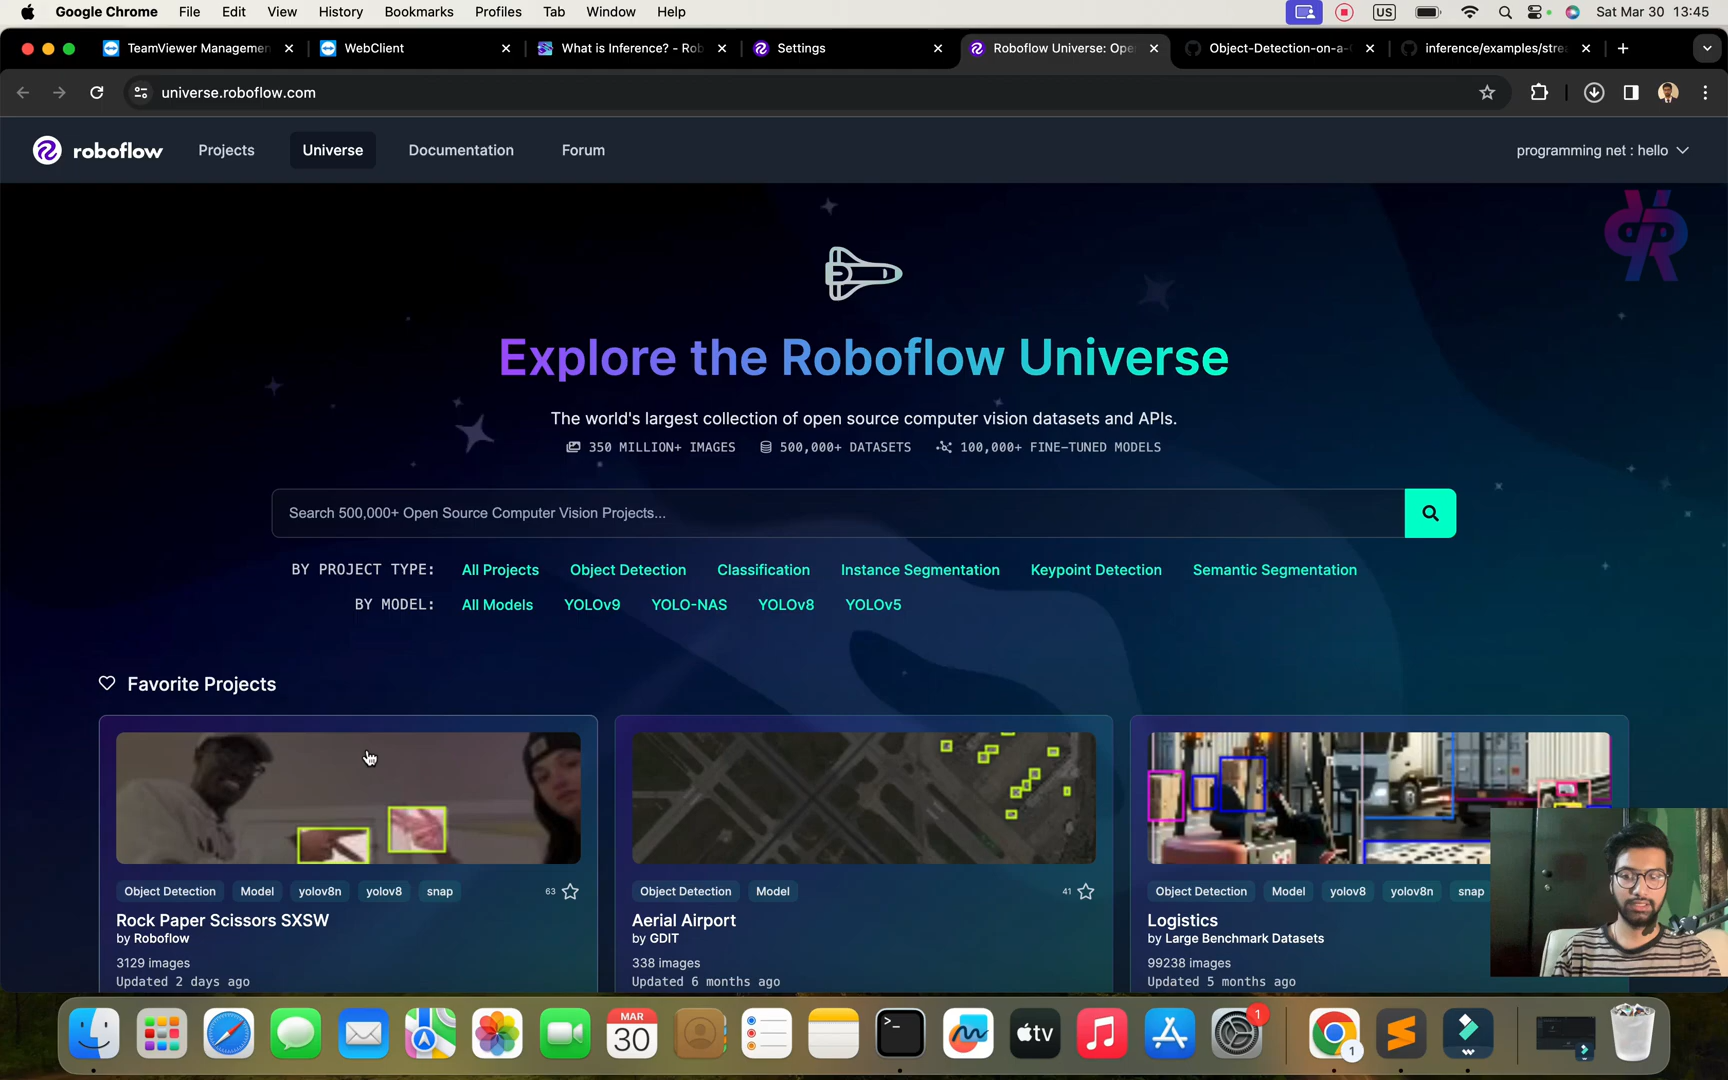 Google Chrome File Edit View History Bookmarks Profiles Tab Window Help US Sat Mar 30 13:45
TeamViewer Managemen WebClient What is Inference? - Rob Settings Roboflow Universe: Ope Object-Detection-on-a- inference/examples/stre
universe.roboflow.com
roboflow Projects Universe Documentation Forum programming net : hello
Explore the Roboflow Universe
The world's largest collection of open source computer vision datasets and APIs.
350 MILLION+ IMAGES 500,000+ DATASETS 100,000+ FINE-TUNED MODELS
Search 500,000+ Open Source Computer Vision Projects...
BY PROJECT TYPE: All Projects Object Detection Classification Instance Segmentation Keypoint Detection Semantic Segmentation
BY MODEL: All Models YOLOv9 YOLO-NAS YOLOv8 YOLOv5
Favorite Projects
Object Detection Model yolov8n yolov8 snap 63
Rock Paper Scissors SXSW
by Roboflow
3129 images
Updated 2 days ago
Object Detection Model 41
Aerial Airport
by GDIT
338 images
Updated 6 months ago
Object Detection Model yolov8 yolov8n snap
Logistics
by Large Benchmark Datasets
99238 images
Updated 5 months ago
MAR
30
>_
tv
1
1